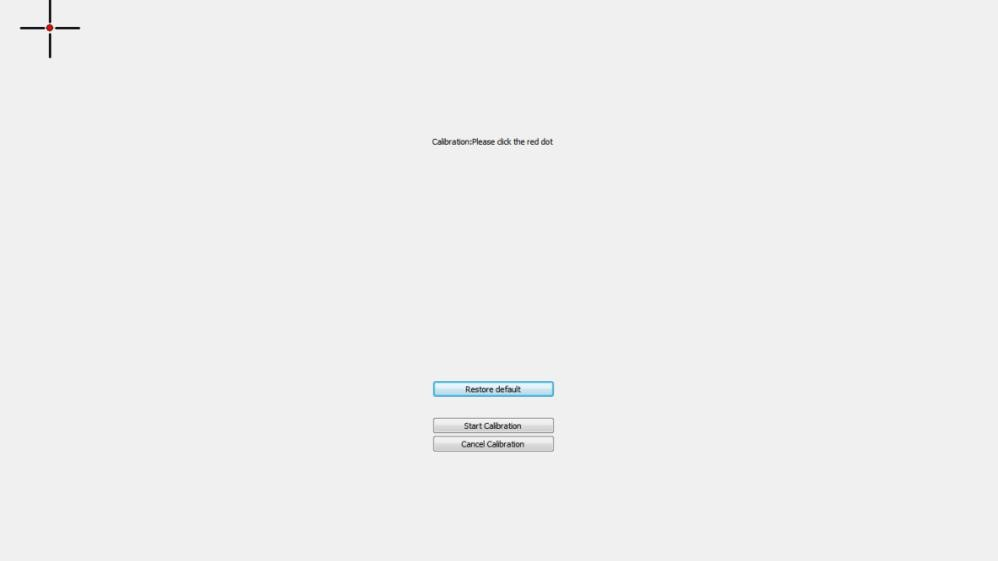 Calibration:Please click the red dot
Restore default
Start Calibration
Cancel Calibration